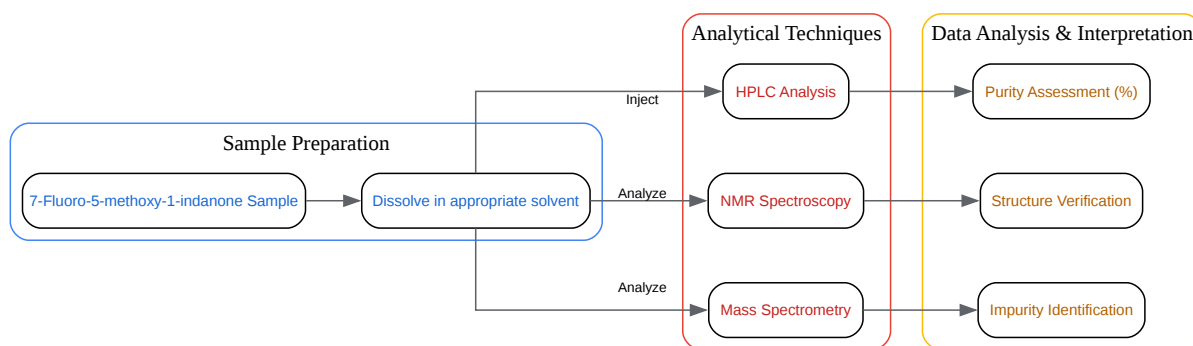 Analytical Techniques
Data Analysis & Interpretation
HPLC Analysis
Purity Assessment (%)
Inject
Sample Preparation
7-Fluoro-5-methoxy-1-indanone Sample
Dissolve in appropriate solvent
Analyze
NMR Spectroscopy
Structure Verification
Analyze
Mass Spectrometry
Impurity Identification